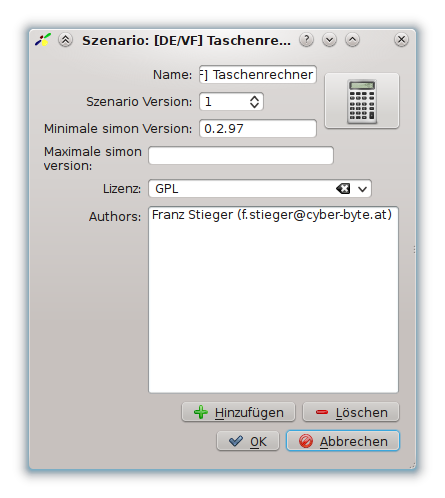 Szenario: [DE/VF] Taschenre...
Name: F] Taschenrechner
Szenario Version: 1
Minimale simon Version: 0.2.97
Maximale simon
version:
Lizenz: GPL
Authors: Franz Stieger (f.stieger@cyber-byte.at)
Hinzufügen Löschen
OK Abbrechen